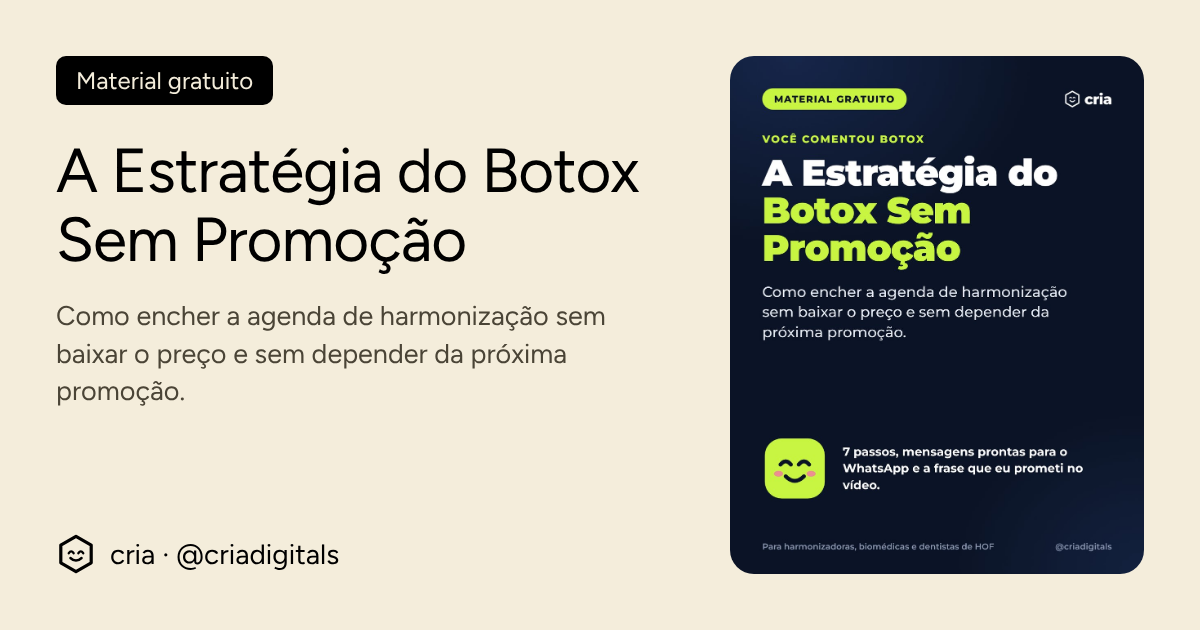 Material gratuito
A Estratégia do Botox
Sem Promoção
Como encher a agenda de harmonização sem
baixar o preço e sem depender da próxima
promoção.
cria · @criadigitals
MATERIAL GRATUITO
cria
VOCÊ COMENTOU BOTOX
A Estratégia do
Botox Sem
Promoção
Como encher a agenda de harmonização
sem baixar o preço e sem depender da
próxima promoção.
7 passos, mensagens prontas para o
WhatsApp e a frase que eu prometi no
vídeo.
Para harmonizadoras, biomédicas e dentistas de HOF
@criadigitals